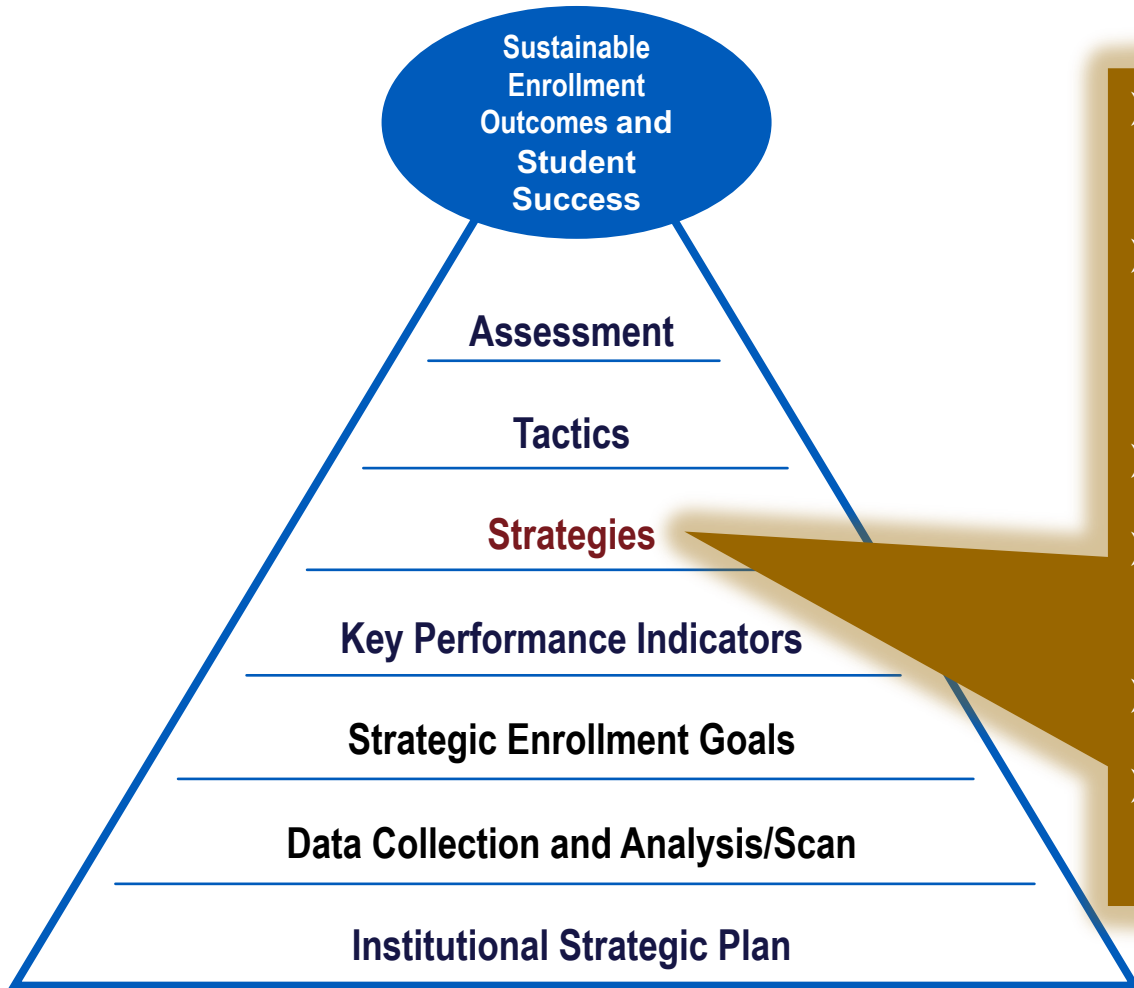 Sustainable
Enrollment
Outcomes and
Student
Success
Assessment
Tactics
Strategies
Key Performance Indicators
Strategic Enrollment Goals
Data Collection and Analysis/Scan
Institutional Strategic Plan